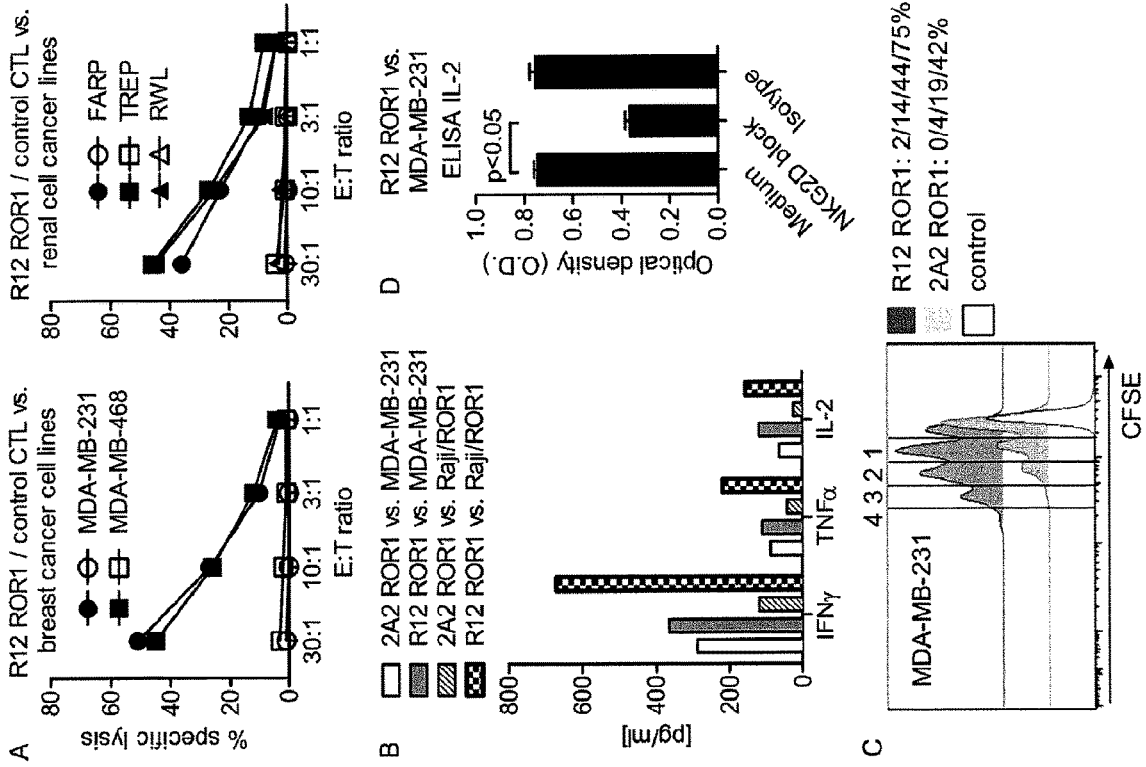 A
R12 ROR1 / control CTL vs.
breast cancer cell lines
MDA-MB-231
MDA-MB-468
% specific lysis
80
60
40
20
0
30:1 10:1 3:1 1:1
E:T ratio
R12 ROR1 / control CTL vs.
renal cell cancer lines
FARP
TREP
RWL
80
60
40
20
0
30:1 10:1 3:1 1:1
E:T ratio
B
2A2 ROR1 vs. MDA-MB-231
R12 ROR1 vs. MDA-MB-231
2A2 ROR1 vs. Raji/ROR1
R12 ROR1 vs. Raji/ROR1
[pg/ml]
800
600
400
200
0
IFNγ TNFα IL-2
D
R12 ROR1 vs.
MDA-MB-231
ELISA IL-2
p<0.05
Optical density (O.D.)
1.0
0.8
0.6
0.4
0.2
0.0
Medium
NKG2D block
Isotype
C
MDA-MB-231
4 3 2 1
CFSE
R12 ROR1: 2/14/44/75%
2A2 ROR1: 0/4/19/42%
control